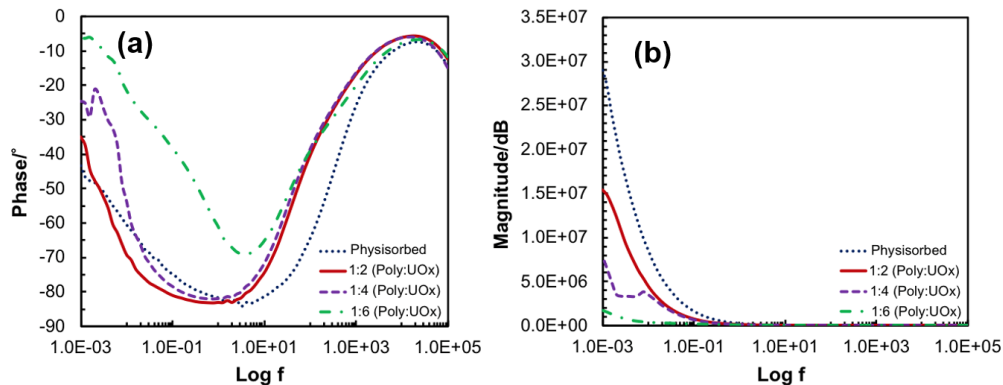 (a)
Phase/°
0
-10
-20
-30
-40
-50
-60
-70
-80
-90
1.0E-03
1.0E-01
1.0E+01
1.0E+03
1.0E+05
Log f
Physisorbed
1:2 (Poly:UOx)
1:4 (Poly:UOx)
1:6 (Poly:UOx)
(b)
Magnitude/dB
3.5E+07
3.0E+07
2.5E+07
2.0E+07
1.5E+07
1.0E+07
5.0E+06
0.0E+00
1.0E-03
1.0E-01
1.0E+01
1.0E+03
1.0E+05
Log f
Physisorbed
1:2 (Poly:UOx)
1:4 (Poly:UOx)
1:6 (Poly:UOx)